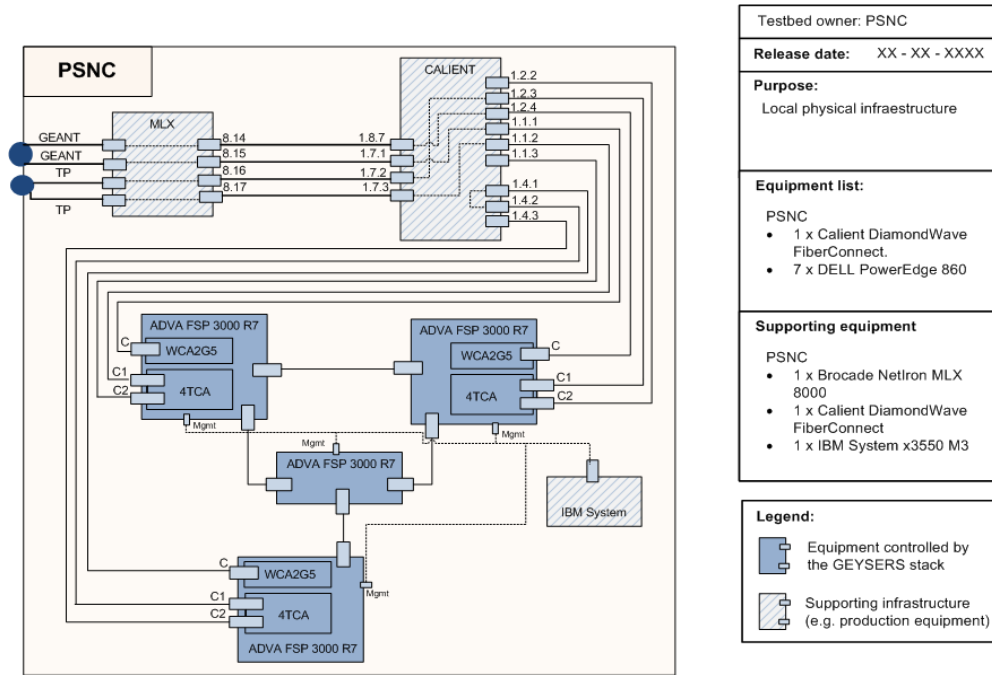 PSNC
MLX
CALIENT
GEANT
GEANT
TP
TP
8.14
8.15
8.16
8.17
1.8.7
1.7.1
1.7.2
1.7.3
1.2.2
1.2.3
1.2.4
1.1.1
1.1.2
1.1.3
1.4.1
1.4.2
1.4.3
ADVA FSP 3000 R7
C
WCA2G5
C1
C2
4TCA
Mgmt
ADVA FSP 3000 R7
WCA2G5
C
4TCA
C1
C2
Mgmt
Mgmt
ADVA FSP 3000 R7
IBM System
C
WCA2G5
C1
C2
4TCA
Mgmt
ADVA FSP 3000 R7
Testbed owner: PSNC
Release date: XX - XX - XXXX
Purpose:
Local physical infraestructure
Equipment list:
PSNC
• 1 x Calient DiamondWave
FiberConnect.
• 7 x DELL PowerEdge 860
Supporting equipment
PSNC
• 1 x Brocade NetIron MLX
8000
• 1 x Calient DiamondWave
FiberConnect
• 1 x IBM System x3550 M3
Legend:
Equipment controlled by
the GEYSERS stack
Supporting infrastructure
(e.g. production equipment)